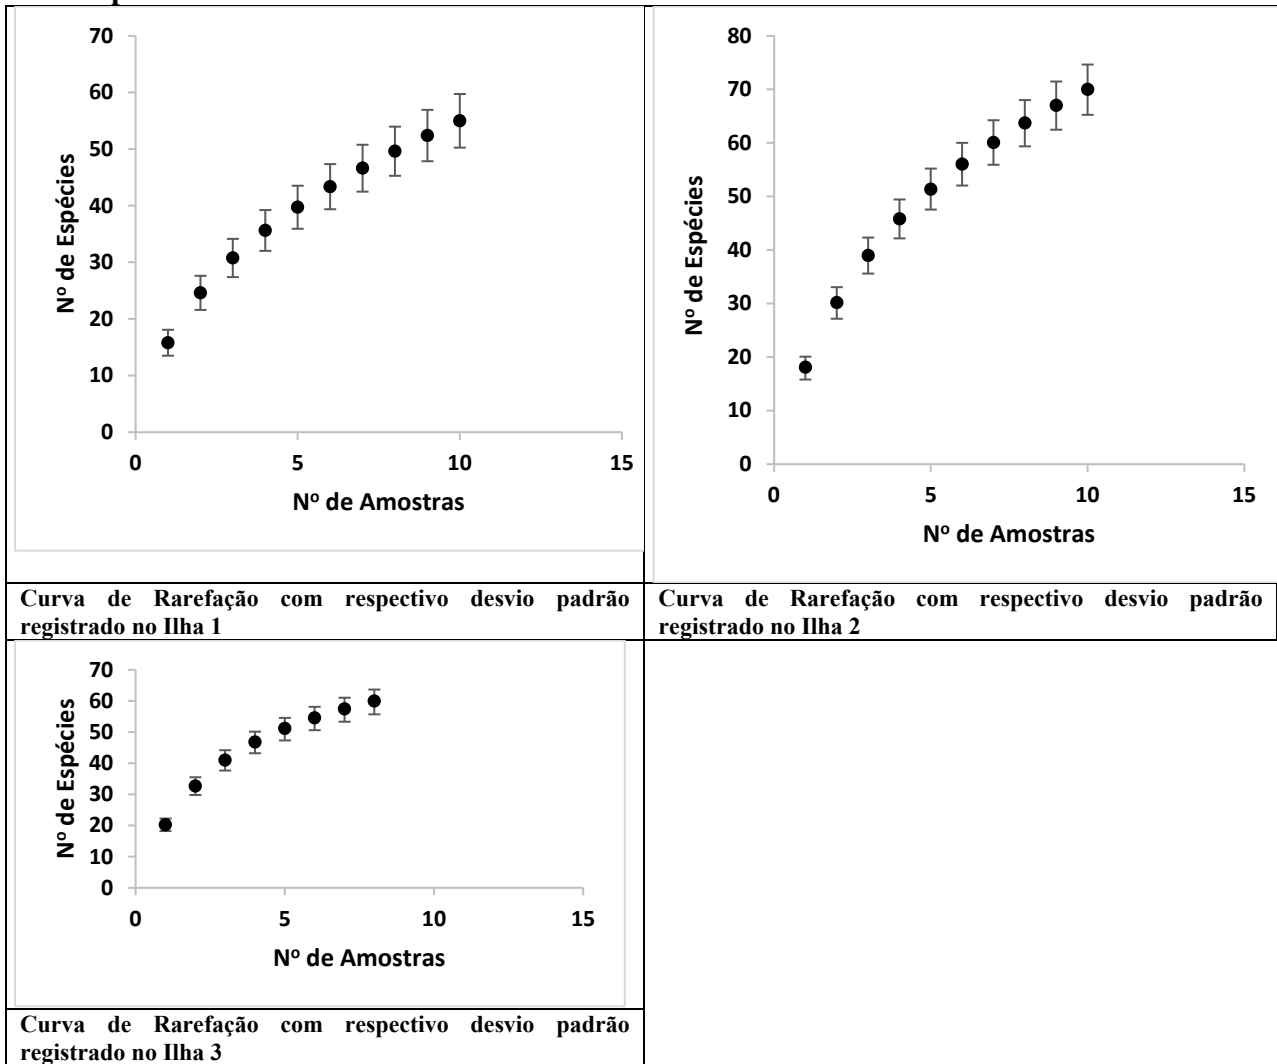 70
60
50
40
30
20
10
0
0 5 10 15
Nº de Espécies
Nº de Amostras
80
70
60
50
40
30
20
10
0
0 5 10 15
Nº de Espécies
Nº de Amostras
Curva de Rarefação com respectivo desvio padrão
registrado no Ilha 1
Curva de Rarefação com respectivo desvio padrão
registrado no Ilha 2
70
60
50
40
30
20
10
0
0 5 10 15
Nº de Espécies
Nº de Amostras
Curva de Rarefação com respectivo desvio padrão
registrado no Ilha 3